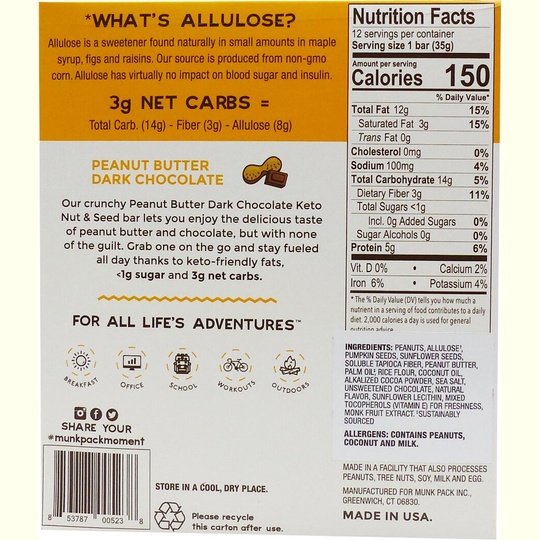 *WHAT'S ALLULOSE?
Allulose is a sweetener found naturally in small amounts in maple
syrup, figs and raisins. Our source is produced from non-gmo
corn. Allulose has virtually no impact on blood sugar and insulin.
3g NET CARBS =
Total Carb. (14g) - Fiber (3g) - Allulose (8g)
PEANUT BUTTER
DARK CHOCOLATE
Our crunchy Peanut Butter Dark Chocolate Keto
Nut & Seed bar lets you enjoy the delicious taste
of peanut butter and chocolate, but with none
of the guilt. Grab one on the go and stay fueled
all day thanks to keto-friendly fats,
<1g sugar and 3g net carbs.
FOR ALL LIFE'S ADVENTURES™
BREAKFAST
OFFICE
SCHOOL
WORKOUTS
OUTDOORS
SHARE YOUR
#munkpackmoment
8 53787 00523 8
STORE IN A COOL, DRY PLACE.
Please recycle
this carton after use.
Nutrition Facts
12 servings per container
Serving size 1 bar (35g)
Amount per serving
Calories 150
% Daily Value*
Total Fat 12g 15%
Saturated Fat 3g 15%
Trans Fat 0g
Cholesterol 0mg 0%
Sodium 100mg 4%
Total Carbohydrate 14g 5%
Dietary Fiber 3g 11%
Total Sugars <1g
Incl. 0g Added Sugars 0%
Sugar Alcohols 0g 0%
Protein 5g 6%
Vit. D 0% • Calcium 2%
Iron 6% • Potassium 4%
* The % Daily Value (DV) tells you how much a
nutrient in a serving of food contributes to a daily
diet. 2,000 calories a day is used for general
nutrition advice
INGREDIENTS: PEANUTS, ALLULOSE¹,
PUMPKIN SEEDS, SUNFLOWER SEEDS,
SOLUBLE TAPIOCA FIBER, PEANUT BUTTER,
PALM OIL¹, RICE FLOUR, COCONUT OIL,
ALKALIZED COCOA POWDER, SEA SALT,
UNSWEETENED CHOCOLATE, NATURAL
FLAVOR, SUNFLOWER LECITHIN, MIXED
TOCOPHEROLS (VITAMIN E) FOR FRESHNESS,
MONK FRUIT EXTRACT. ¹SUSTAINABLY
SOURCED
ALLERGENS: CONTAINS PEANUTS,
COCONUT AND MILK.
MADE IN A FACILITY THAT ALSO PROCESSES
PEANUTS, TREE NUTS, SOY, MILK AND EGG.
MANUFACTURED FOR MUNK PACK INC.,
GREENWICH, CT 06830.
MADE IN USA.